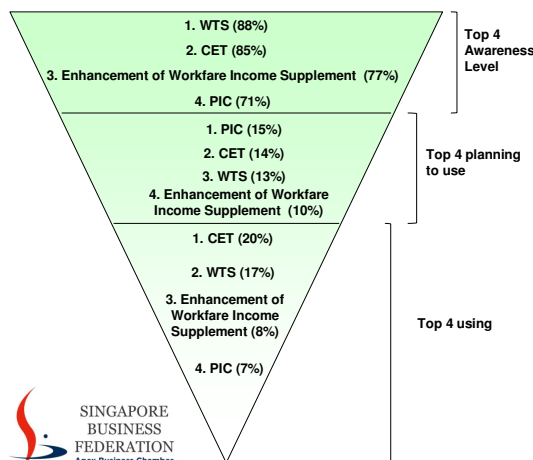 1. WTS (88%)
2. CET (85%)
3. Enhancement of Workfare Income Supplement (77%)
4. PIC (71%)
Top 4
Awareness
Level
1. PIC (15%)
2. CET (14%)
3. WTS (13%)
4. Enhancement of Workfare
Income Supplement (10%)
Top 4 planning
to use
1. CET (20%)
2. WTS (17%)
3. Enhancement of
Workfare Income
Supplement (8%)
4. PIC (7%)
Top 4 using
SINGAPORE
BUSINESS
FEDERATION
Apex Business Chamber